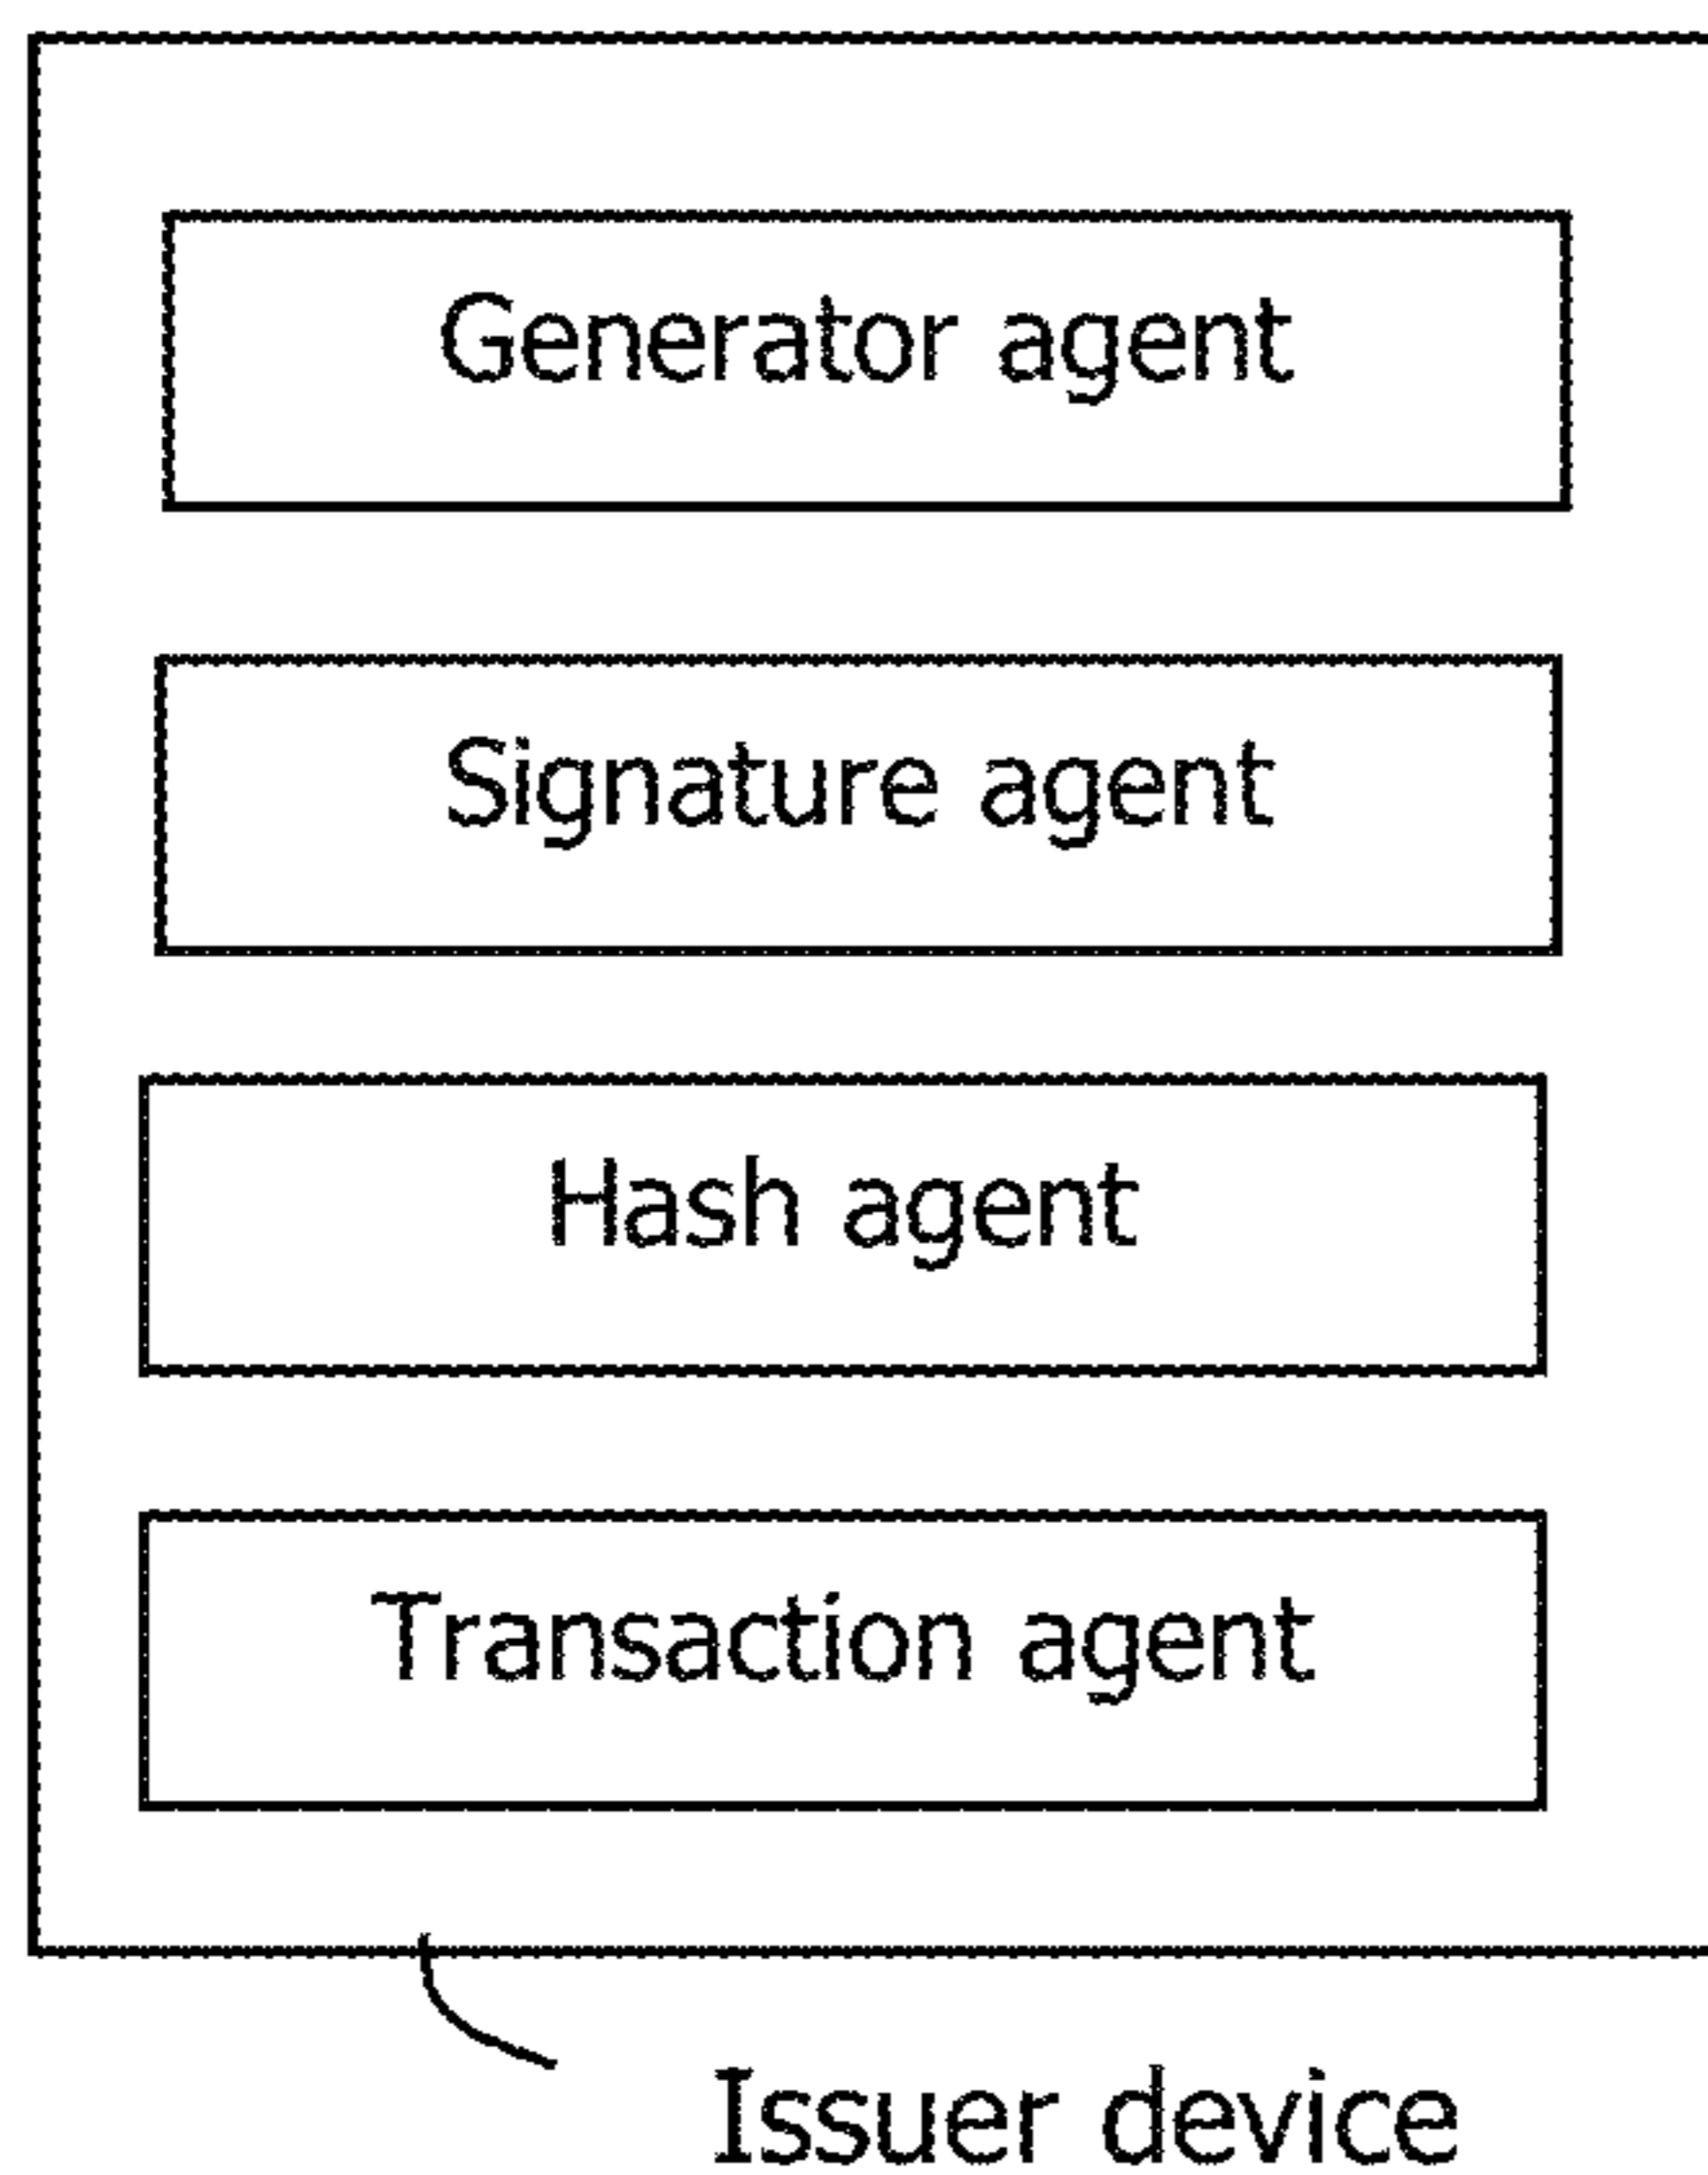 Generator agent
Signature agent
Hash agent
Transaction agent
Issuer device